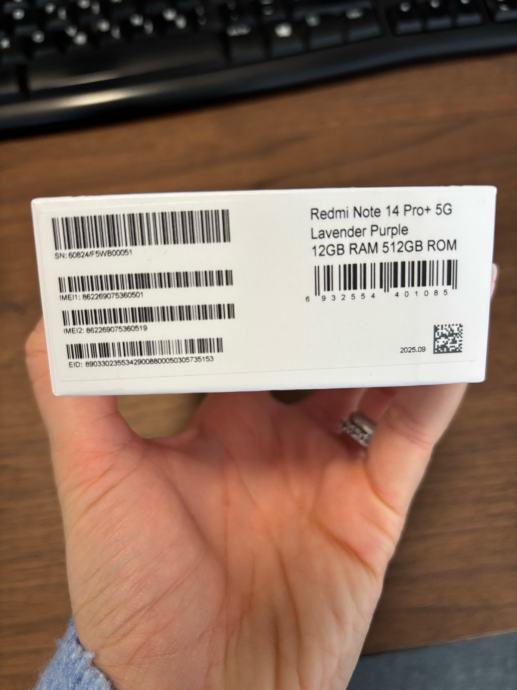 SN: 60824/F5WB00051
IMEI1: 862269075360501
IMEI2: 862269075360519
EID: 89033023553429008800050305735153
Redmi Note 14 Pro+ 5G
Lavender Purple
12GB RAM 512GB ROM
6 932554 401085
2025.09